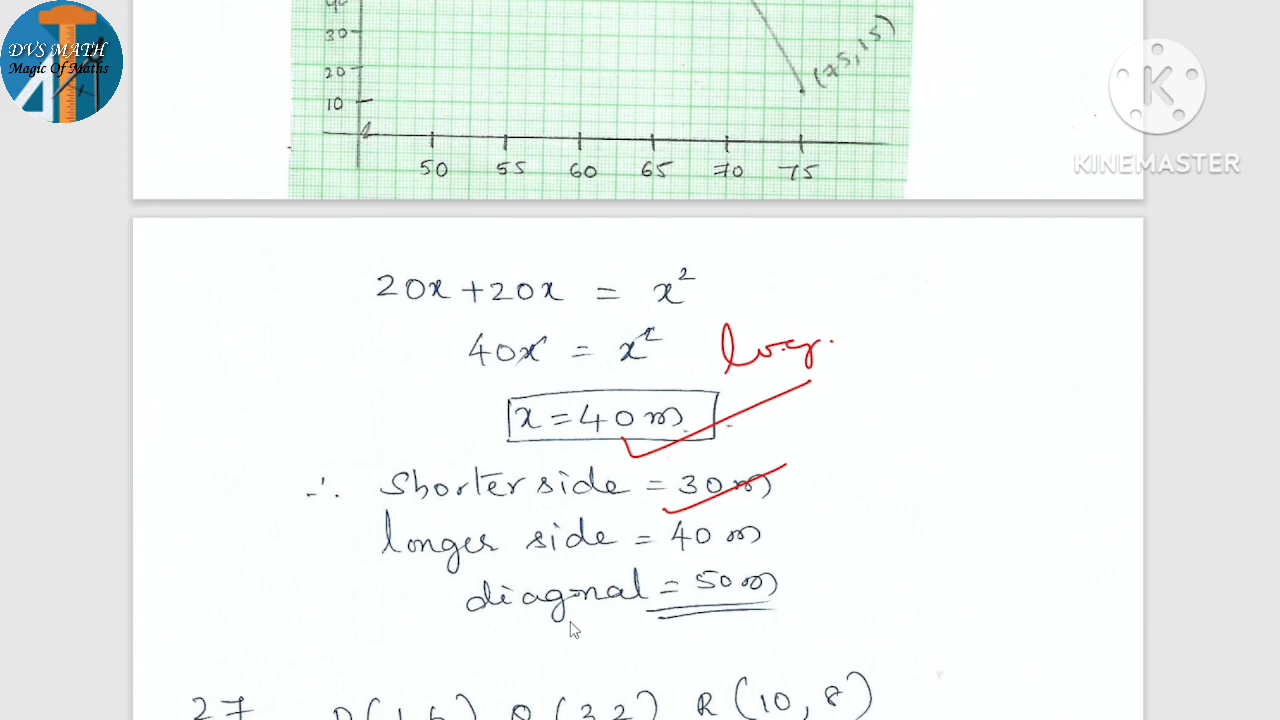 DVS MATH
Magic Of Maths
K
KINEMASTER
30
20
10
(75, 15)
50 55 60 65 70 75
20x + 20x = x²
40x = x²
x = 40 m
∴ Shorter side = 30 m
longer side = 40 m
diagonal = 50 m
27 R (10, 8)